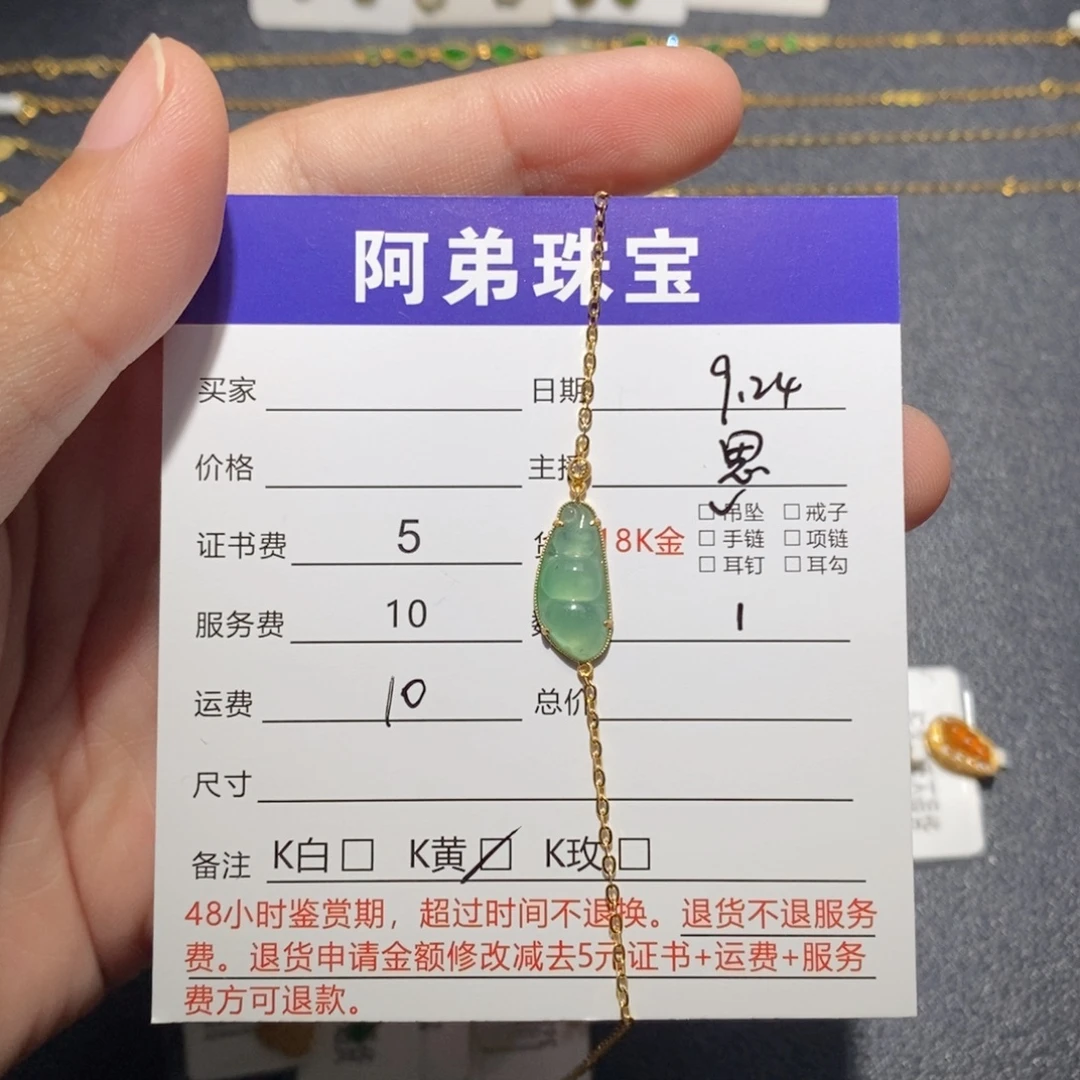 阿弟珠宝
买家 日期 9.24
价格 主播 思
证书费 5 18K金 □吊坠 □戒子
□手链 □项链
□耳钉 □耳勾
服务费 10 1
运费 10 总价
尺寸
备注 K白□ K黄☑ K玫□
48小时鉴赏期，超过时间不退换。退货不退服务
费。退货申请金额修改减去5元证书+运费+服务
费方可退款。